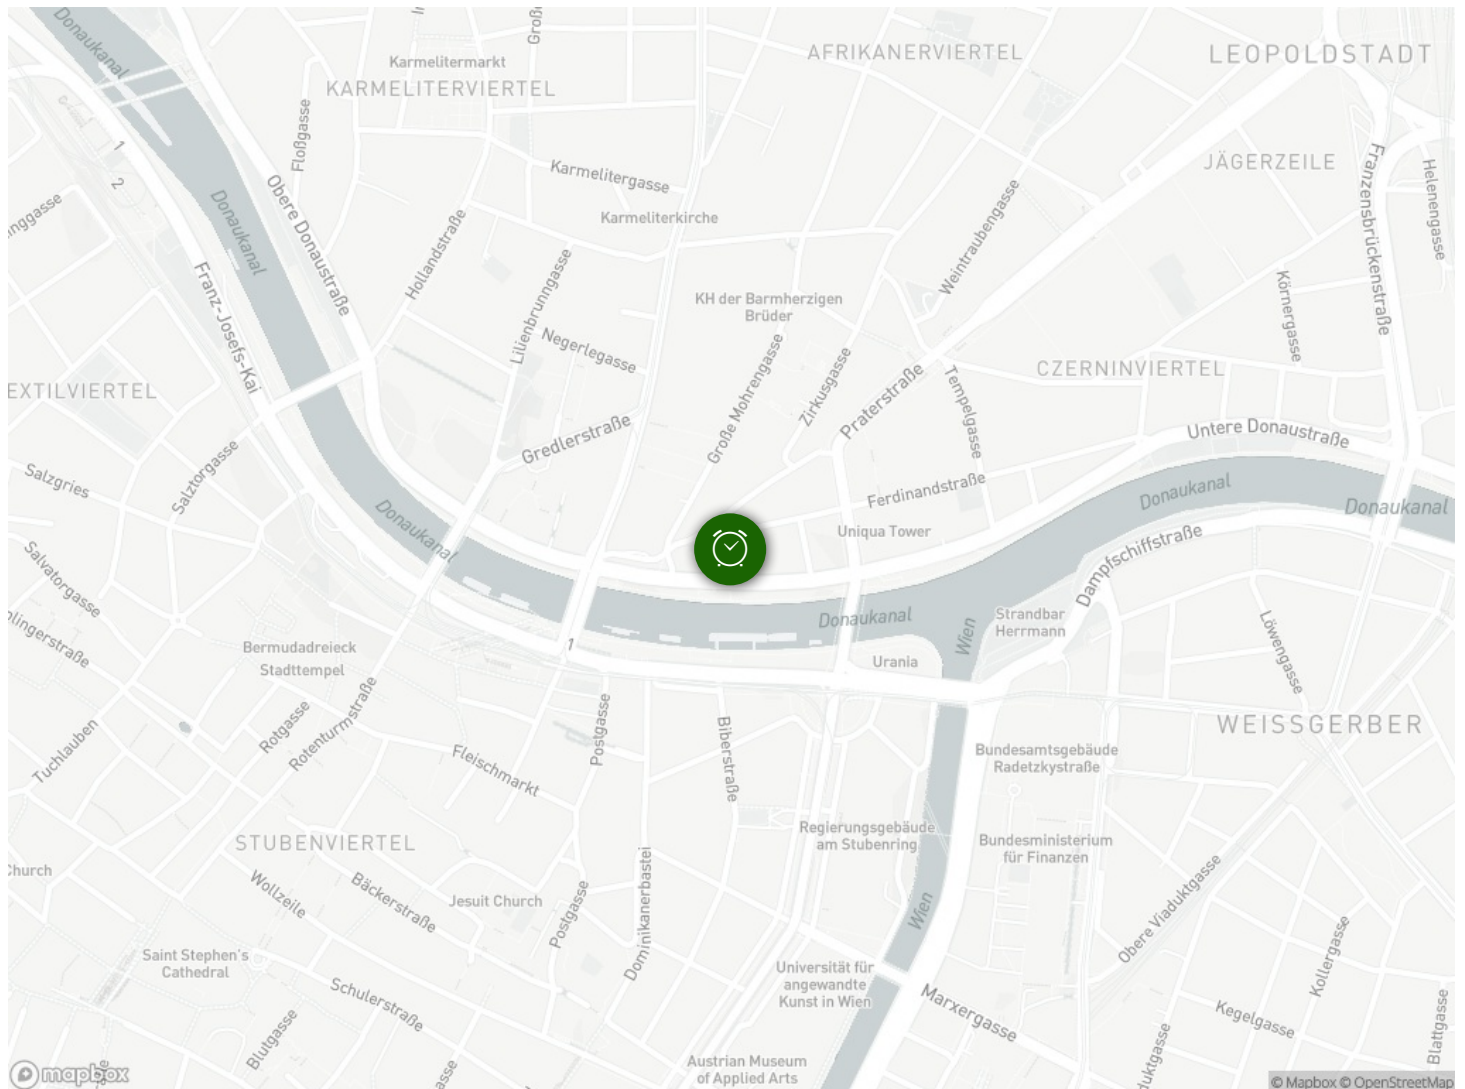 Donaukanal
Karmelitermarkt
KARMELITERVIERTEL
AFRIKANERVIERTEL
LEOPOLDSTADT
1
2
Floßgasse
Karmelitergasse
JÄGERZEILE
Franzensbrückenstraße
Helenengasse
Obere Donaustraße
Donaukanal
Karmeliterkirche
Weintraubengasse
Hollandstraße
Franz-Josefs-Kai
Lilienbrunngasse
KH der Barmherzigen
Brüder
Körnergasse
Negerlegasse
Große Mohrengasse
Zirkusgasse
Praterstraße
Tempelgasse
CZERNINVIERTEL
EXTILVIERTEL
Gredlerstraße
Untere Donaustraße
Salztorgasse
Salzgries
Ferdinandstraße
Donaukanal
Donaukanal
Donaukanal
Uniqua Tower
Dampfschiffstraße
Salvatorgasse
Donaukanal
Strandbar
Herrmann
Wien
Löwengasse
olingerstraße
Bermudadreieck
Stadttempel
1
Urania
Rotenturmstraße
Rotgasse
Tuchlauben
Postgasse
Biberstraße
WEISSGERBER
Fleischmarkt
Bundesamtsgebäude
Radetzkystraße
Regierungsgebäude
am Stubenring
Bundesministerium
für Finanzen
STUBENVIERTEL
Church
Wollzeile
Bäckerstraße
Jesuit Church
Postgasse
Dominikanerbastei
Wien
Obere Viaduktgasse
Kollergasse
Saint Stephen's
Cathedral
Universität für
angewandte
Kunst in Wien
Schulerstraße
Marxergasse
Kegelgasse
Blutgasse
Blattgasse
Austrian Museum
of Applied Arts
mapbox
© Mapbox © OpenStreetMap